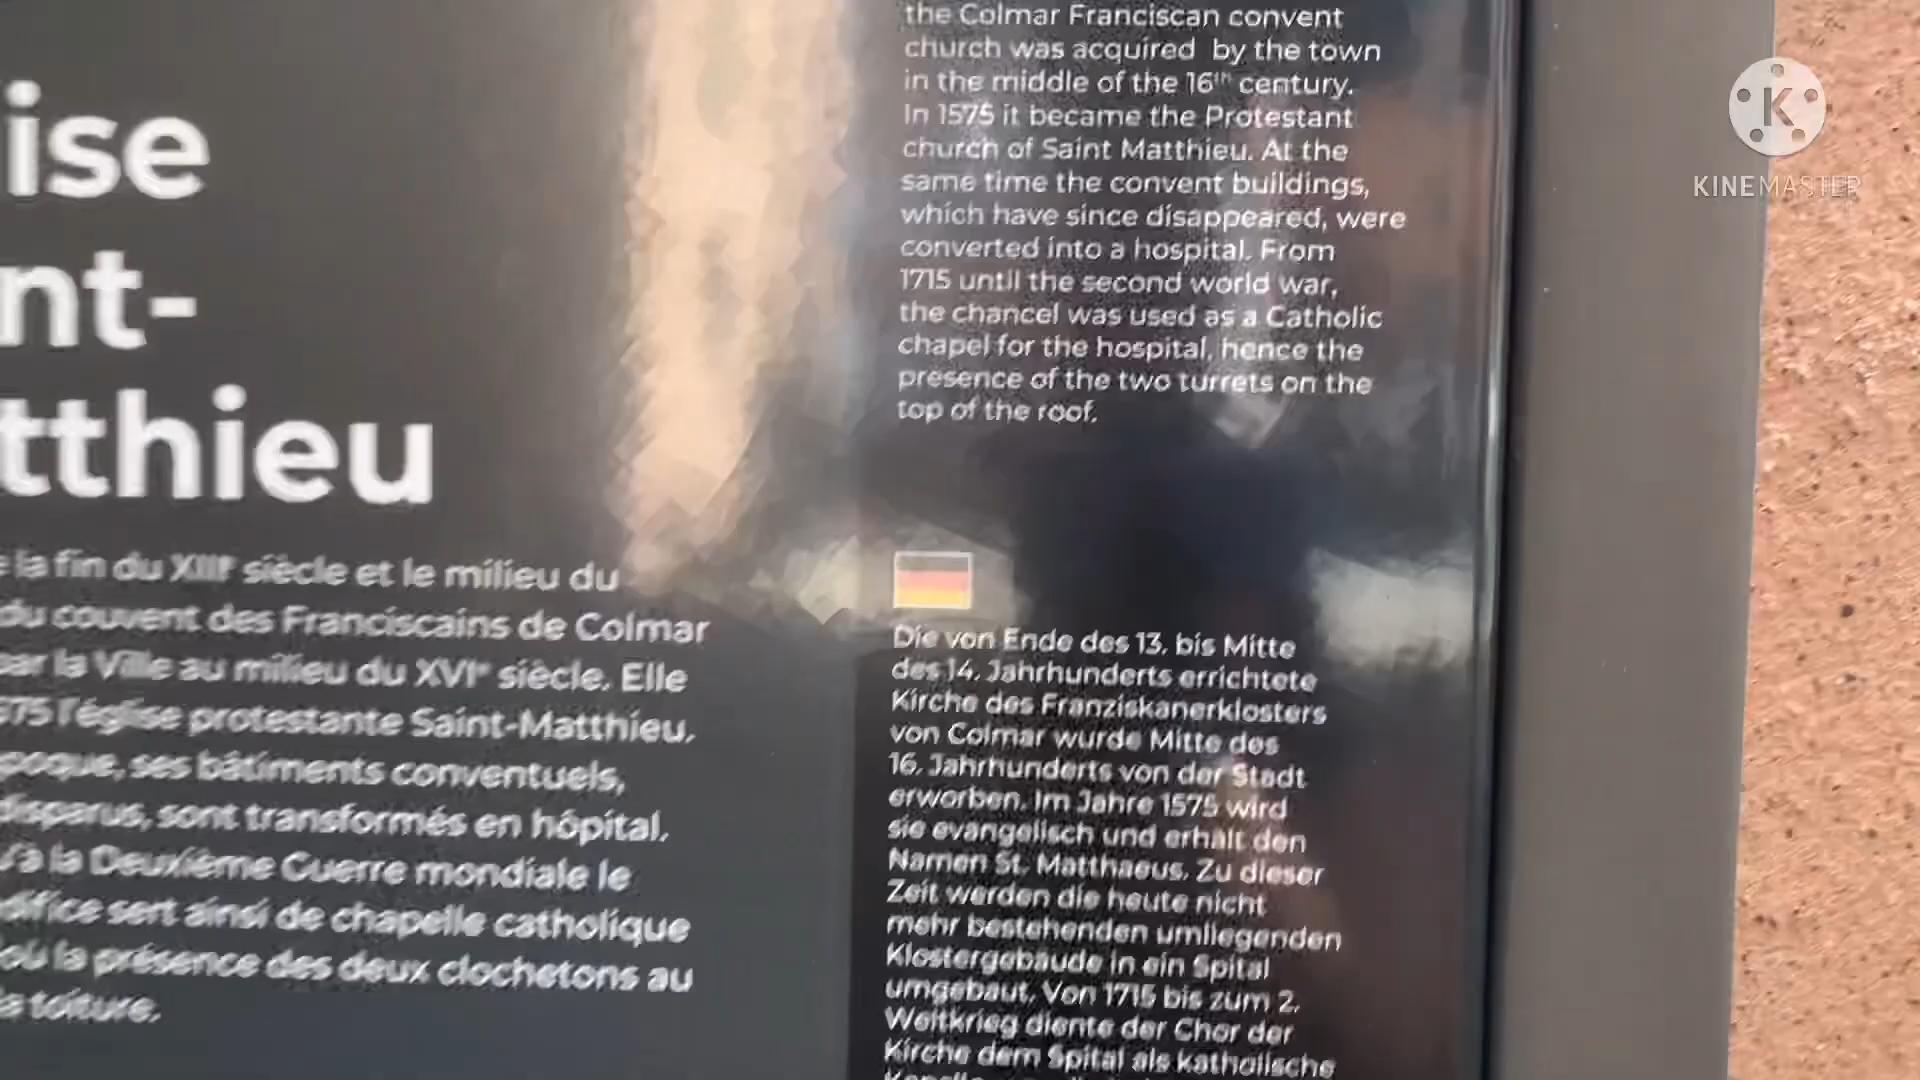 ise
nt-
tthieu
la fin du XIIIᵉ siècle et le milieu du
du couvent des Franciscains de Colmar
par la Ville au milieu du XVIᵉ siècle. Elle
575 l'église protestante Saint-Matthieu.
poque, ses bâtiments conventuels,
disparus, sont transformés en hôpital.
'à la Deuxième Guerre mondiale le
difice sert ainsi de chapelle catholique
où la présence des deux clochetons au
la toiture.
the Colmar Franciscan convent
church was acquired by the town
in the middle of the 16ᵗʰ century.
In 1575 it became the Protestant
church of Saint Matthieu. At the
same time the convent buildings,
which have since disappeared, were
converted into a hospital. From
1715 until the second world war,
the chancel was used as a Catholic
chapel for the hospital, hence the
presence of the two turrets on the
top of the roof.
Die von Ende des 13. bis Mitte
des 14. Jahrhunderts errichtete
Kirche des Franziskanerklosters
von Colmar wurde Mitte des
16. Jahrhunderts von der Stadt
erworben. Im Jahre 1575 wird
sie evangelisch und erhält den
Namen St. Matthaeus. Zu dieser
Zeit werden die heute nicht
mehr bestehenden umliegenden
Klostergebäude in ein Spital
umgebaut. Von 1715 bis zum 2.
Weltkrieg diente der Chor der
Kirche dem Spital als katholische
K
KINEMASTER